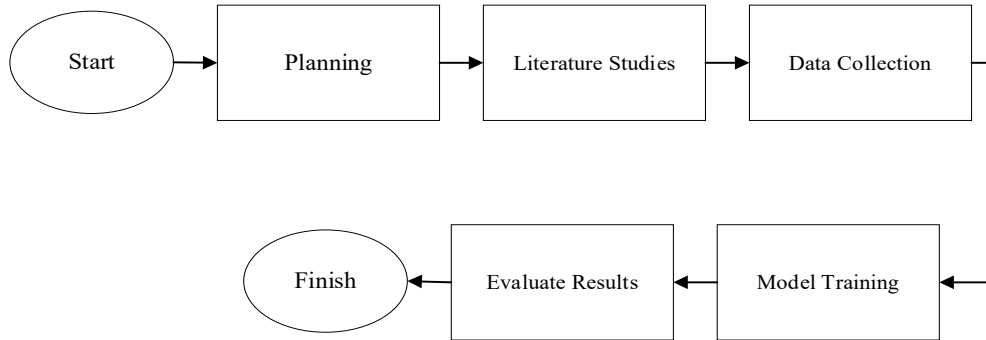 Start
Planning
Literature Studies
Data Collection
Model Training
Evaluate Results
Finish